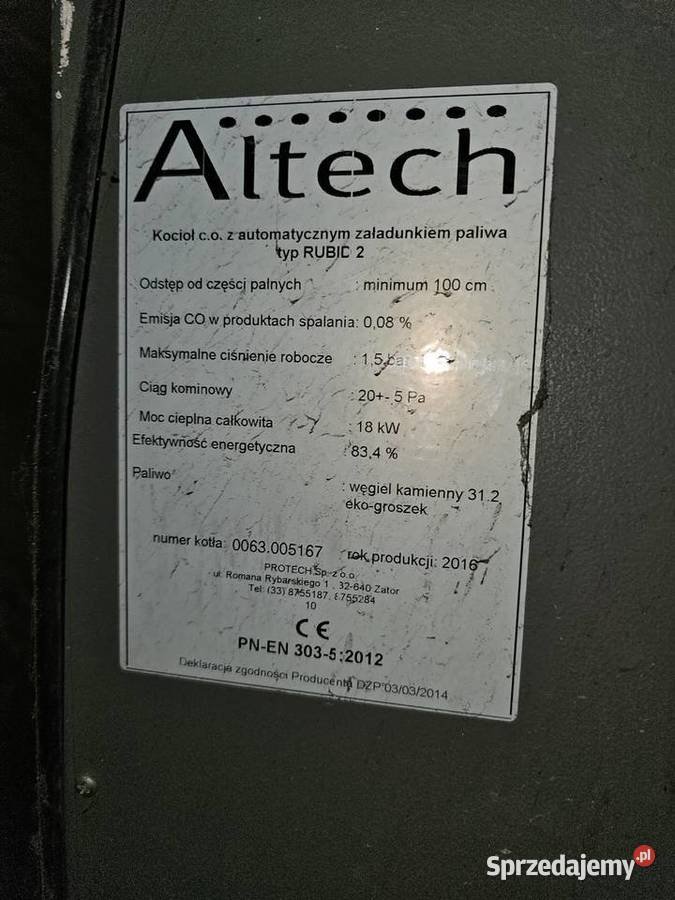 Altech
Kocioł c.o. z automatycznym załadunkiem paliwa
typ RUBID 2
Odstęp od części palnych : minimum 100 cm
Emisja CO w produktach spalania: 0,08 %
Maksymalne ciśnienie robocze : 1,5 bar
Ciąg kominowy : 20+- 5 Pa
Moc cieplna całkowita : 18 kW
Efektywność energetyczna : 83,4 %
Paliwo : węgiel kamienny 31.2
eko-groszek
numer kotła: 0063.005167 rok produkcji: 2016
PROTECH Sp. z o.o.
ul. Romana Rybarskiego 1 , 32-640 Zator
Tel: (33) 8755187, 8755284
10
CE
PN-EN 303-5:2012
Deklaracja zgodności Producenta DZP 03/03/2014
Sprzedajemy.pl